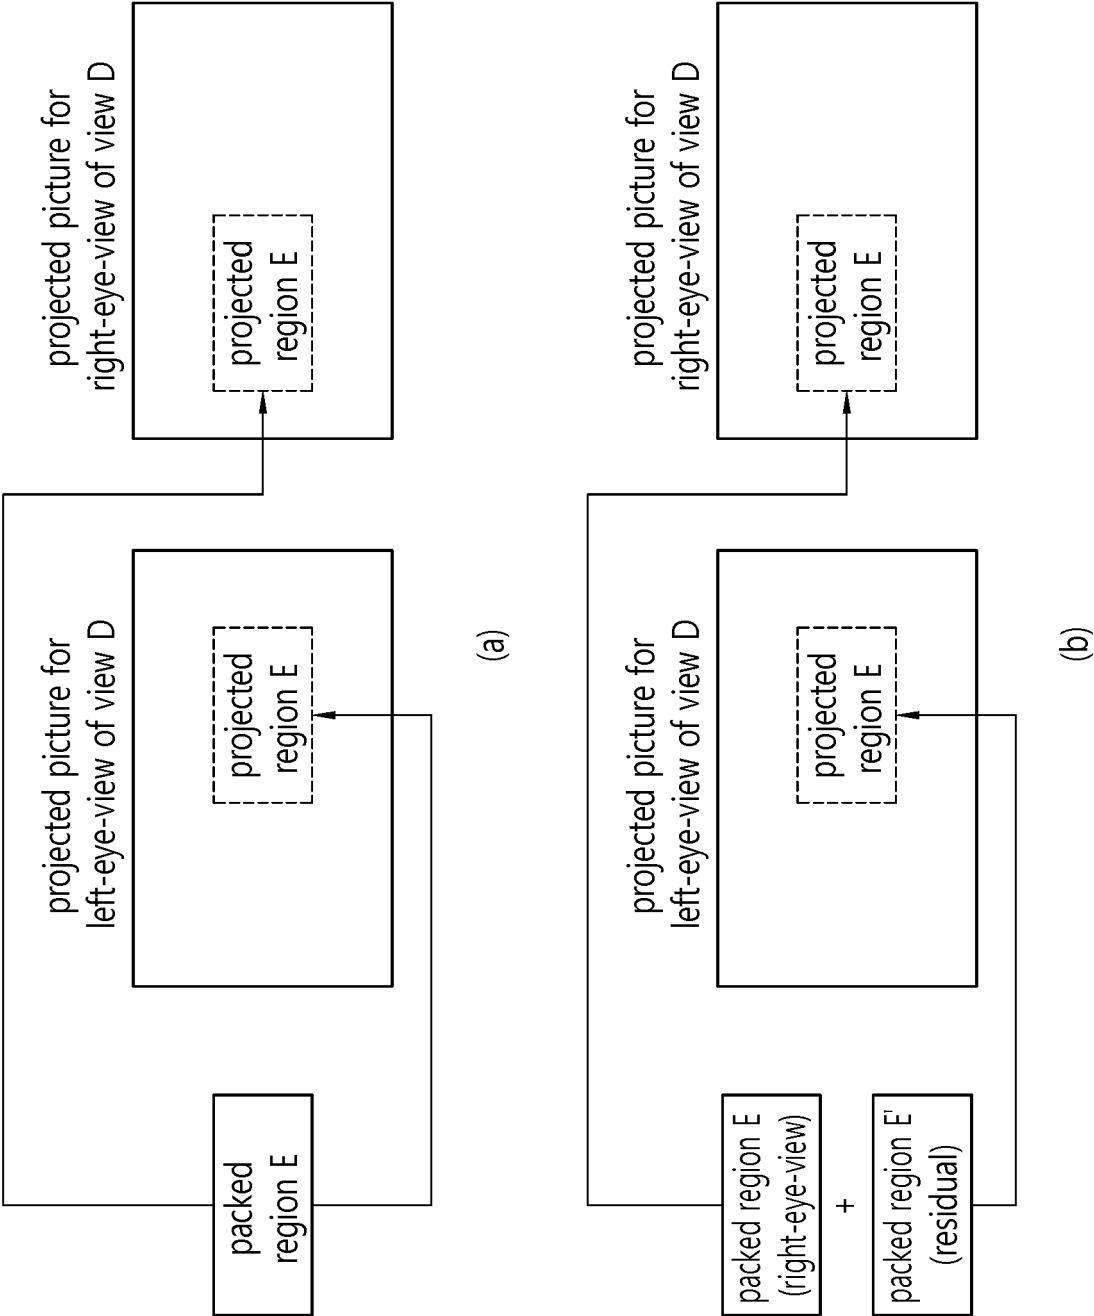 packed
region E
projected picture for
left-eye-view of view D
projected
region E
projected picture for
right-eye-view of view D
projected
region E
(a)
packed region E
(right-eye-view)
+
packed region E'
(residual)
projected picture for
left-eye-view of view D
projected
region E
projected picture for
right-eye-view of view D
projected
region E
(b)